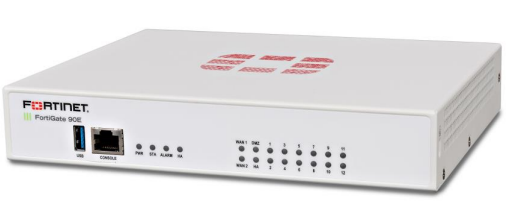 FORTINET
FortiGate 90E
USB
CONSOLE
PWR STA ALARM HA
WAN 1 DMZ 1 3 5 7 9 11
WAN 2 HA 2 4 6 8 10 12